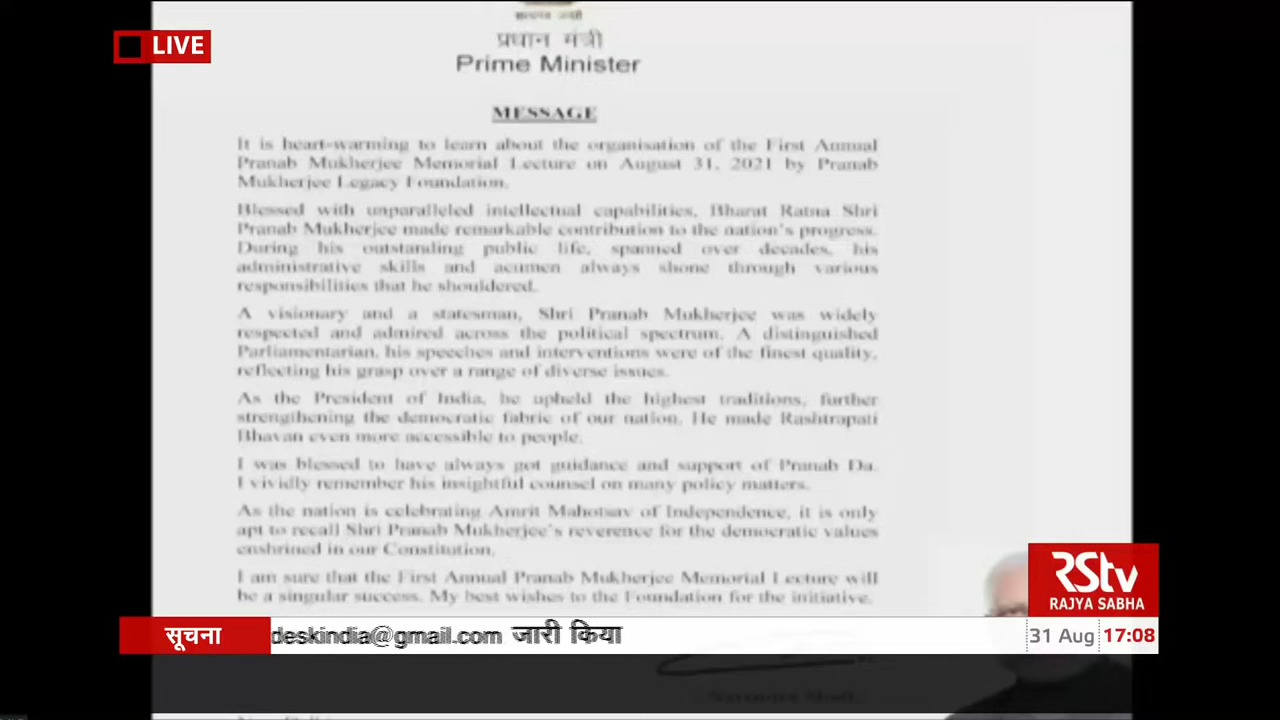 LIVE
सत्यमेव जयते
प्रधान मंत्री
Prime Minister
MESSAGE
It is heart-warming to learn about the organisation of the First Annual
Pranab Mukherjee Memorial Lecture on August 31, 2021 by Pranab
Mukherjee Legacy Foundation.
Blessed with unparalleled intellectual capabilities, Bharat Ratna Shri
Pranab Mukherjee made remarkable contribution to the nation's progress.
During his outstanding public life, spanned over decades, his
administrative skills and acumen always shone through various
responsibilities that he shouldered.
A visionary and a statesman, Shri Pranab Mukherjee was widely
respected and admired across the political spectrum. A distinguished
Parliamentarian, his speeches and interventions were of the finest quality,
reflecting his grasp over a range of diverse issues.
As the President of India, he upheld the highest traditions, further
strengthening the democratic fabric of our nation. He made Rashtrapati
Bhavan even more accessible to people.
I was blessed to have always got guidance and support of Pranab Da.
I vividly remember his insightful counsel on many policy matters.
As the nation is celebrating Amrit Mahotsav of Independence, it is only
apt to recall Shri Pranab Mukherjee's reverence for the democratic values
enshrined in our Constitution.
I am sure that the First Annual Pranab Mukherjee Memorial Lecture will
be a singular success. My best wishes to the Foundation for the initiative.
RSTV
RAJYA SABHA
सूचना
deskindia@gmail.com जारी किया
31 Aug 17:08